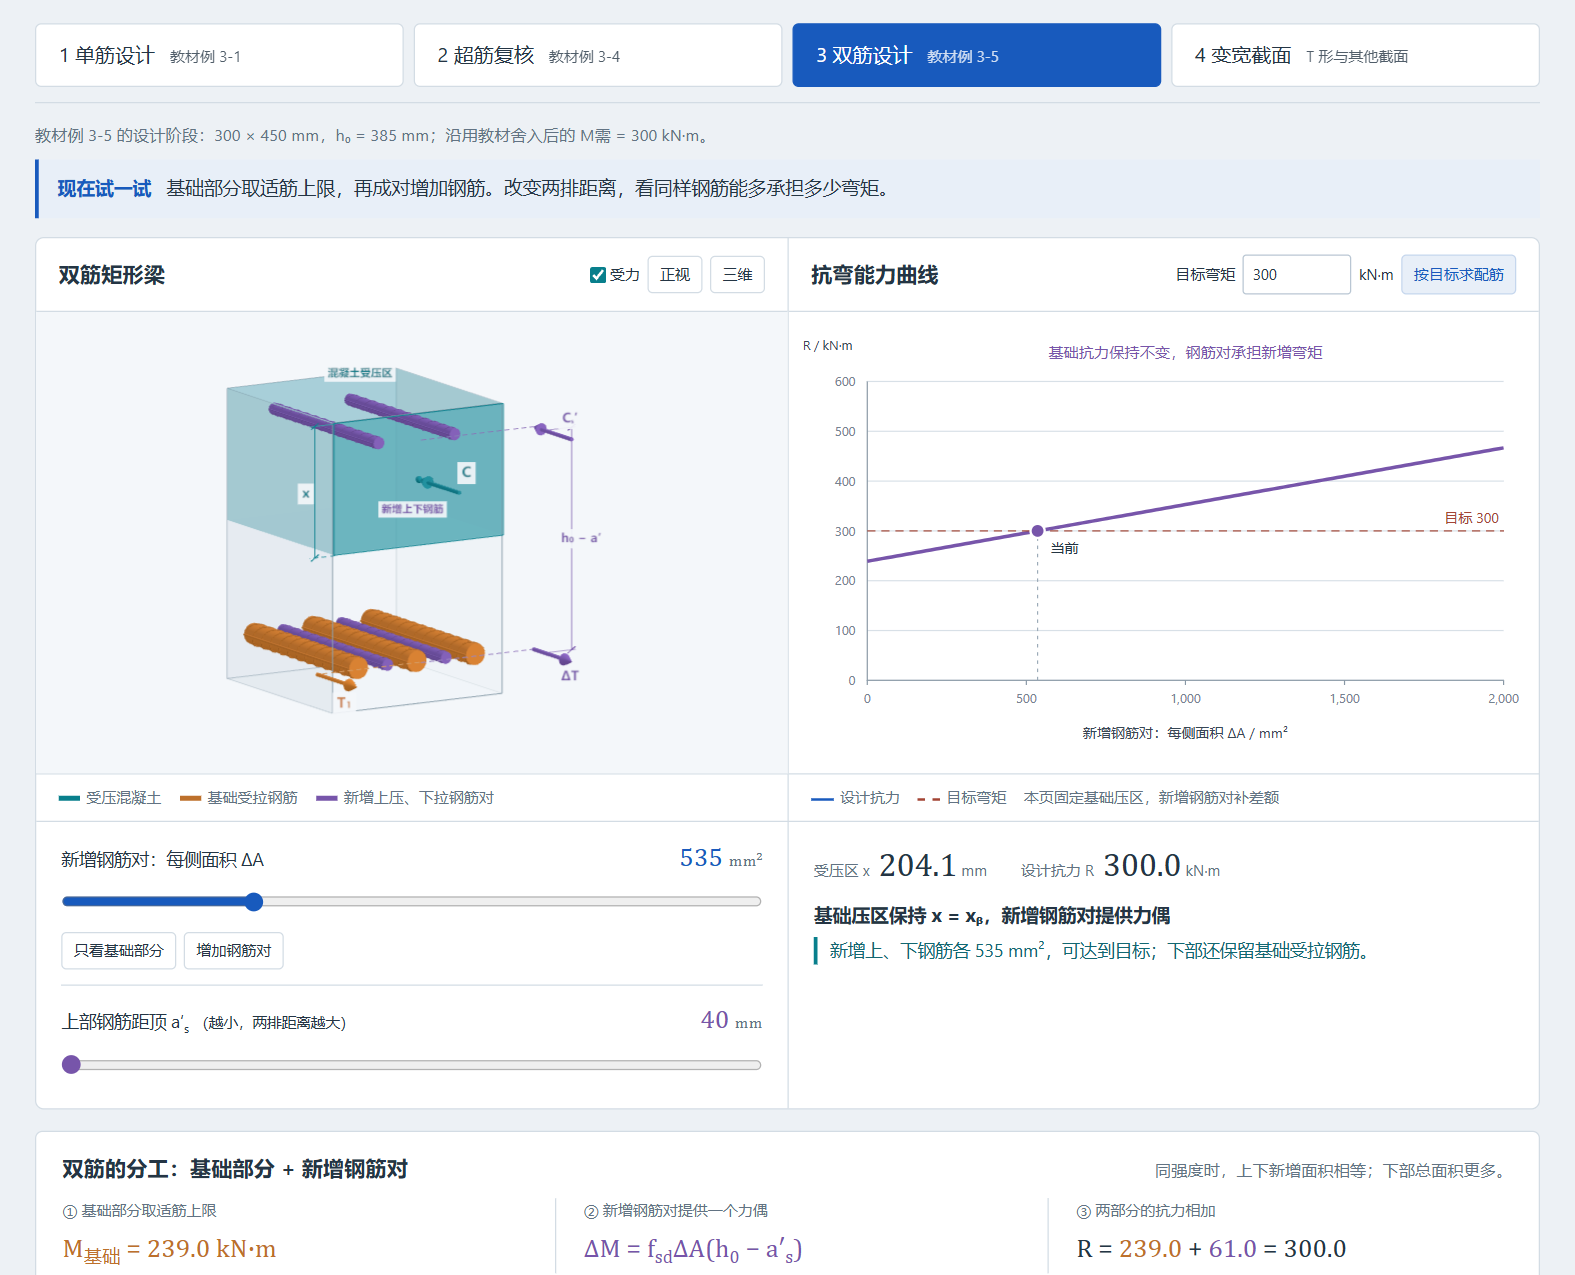 1 单筋设计 教材例 3-1
2 超筋复核 教材例 3-4
3 双筋设计 教材例 3-5
4 变宽截面 T 形与其他截面
教材例 3-5 的设计阶段：300 × 450 mm，h₀ = 385 mm；沿用教材舍入后的 M需 = 300 kN·m。
现在试一试 基础部分取适筋上限，再成对增加钢筋。改变两排距离，看同样钢筋能多承担多少弯矩。
双筋矩形梁
受力 正视 三维
混凝土受压区
Cₛ′
C
x
新增上下钢筋
h₀ − a′
ΔT
T₁
受压混凝土 基础受拉钢筋 新增上压、下拉钢筋对
新增钢筋对：每侧面积 ΔA 535 mm²
只看基础部分 增加钢筋对
上部钢筋距顶 a′ₛ （越小，两排距离越大） 40 mm
抗弯能力曲线
目标弯矩 300 kN·m 按目标求配筋
R / kN·m
基础抗力保持不变，钢筋对承担新增弯矩
600
500
400
300
200
100
0
目标 300
当前
0 500 1,000 1,500 2,000
新增钢筋对：每侧面积 ΔA / mm²
设计抗力 目标弯矩 本页固定基础压区，新增钢筋对补差额
受压区 x 204.1 mm 设计抗力 R 300.0 kN·m
基础压区保持 x = xᵦ，新增钢筋对提供力偶
新增上、下钢筋各 535 mm²，可达到目标；下部还保留基础受拉钢筋。
双筋的分工：基础部分 + 新增钢筋对
同强度时，上下新增面积相等；下部总面积更多。
① 基础部分取适筋上限
M基础 = 239.0 kN·m
② 新增钢筋对提供一个力偶
ΔM = fsdΔA(h₀ − a′ₛ)
③ 两部分的抗力相加
R = 239.0 + 61.0 = 300.0